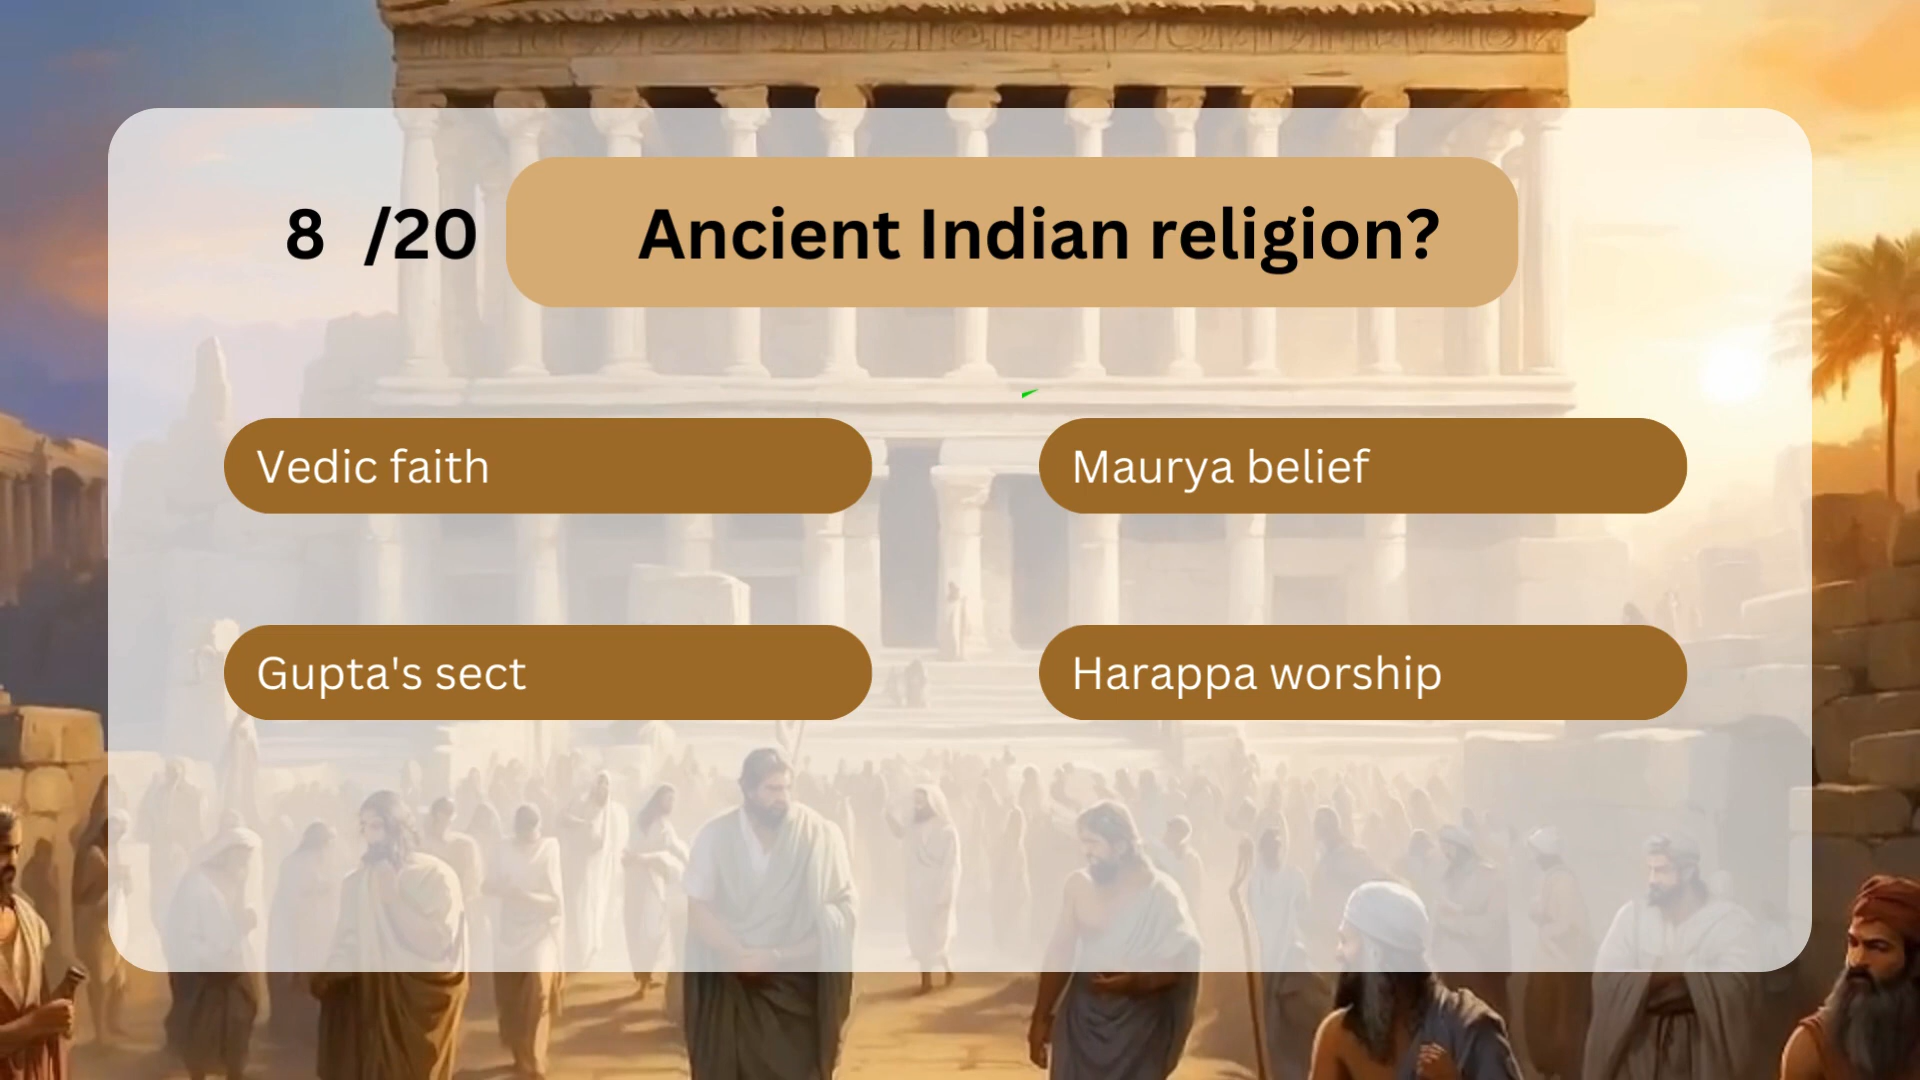 8 /20
Ancient Indian religion?
Vedic faith
Maurya belief
Gupta's sect
Harappa worship